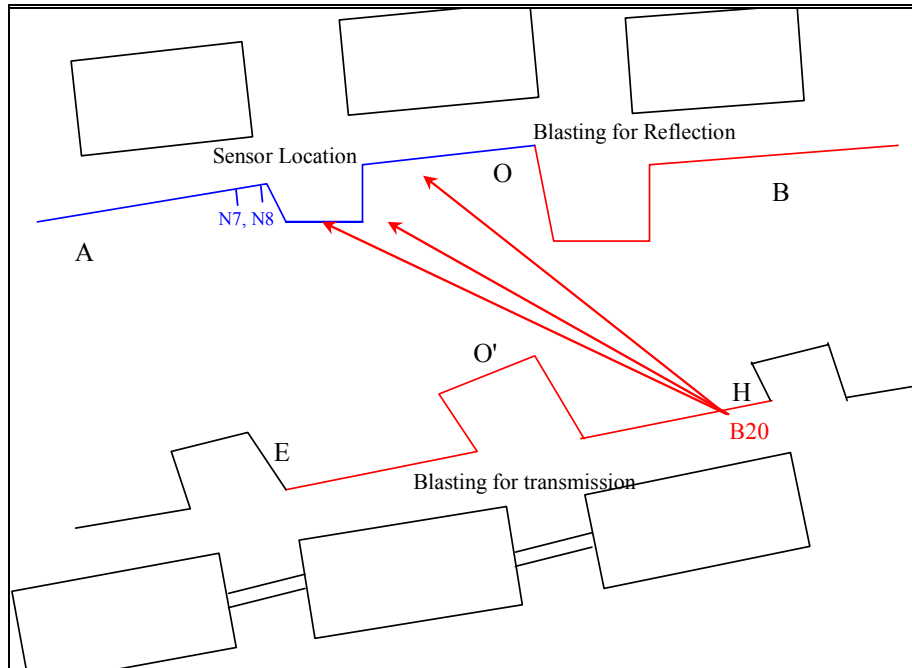 Blasting for Reflection
Sensor Location
O
B
N7, N8
A
O'
H
B20
E
Blasting for transmission